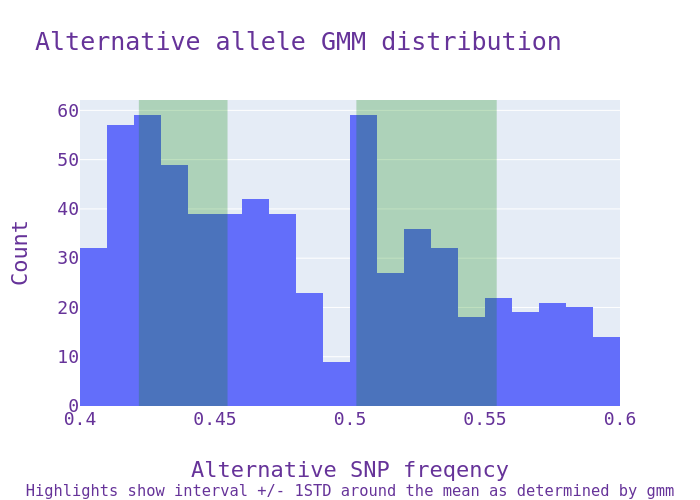 Alternative allele GMM distribution
60
50
40
30
20
10
0
Count
0.4 0.45 0.5 0.55 0.6
Alternative SNP freqency
Highlights show interval +/- 1STD around the mean as determined by gmm